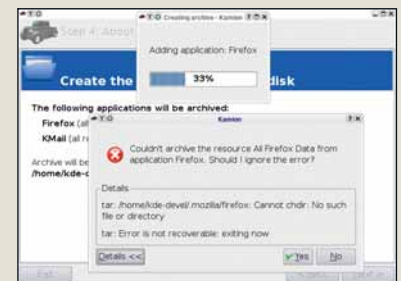 Creating archive - Kamion
Step 4: About
Adding application: Firefox
33%
Create the
disk
The following applications will be archived:
Firefox (al
KMail (al
Archive will be
/home/kde-d
Kamion
Couldn't archive the resource All Firefox Data from
application Firefox. Should I ignore the error?
Details
tar: /home/kde-devel/.mozilla/firefox: Cannot chdir: No such
file or directory
tar: Error is not recoverable: exiting now
Details <<
Yes
No